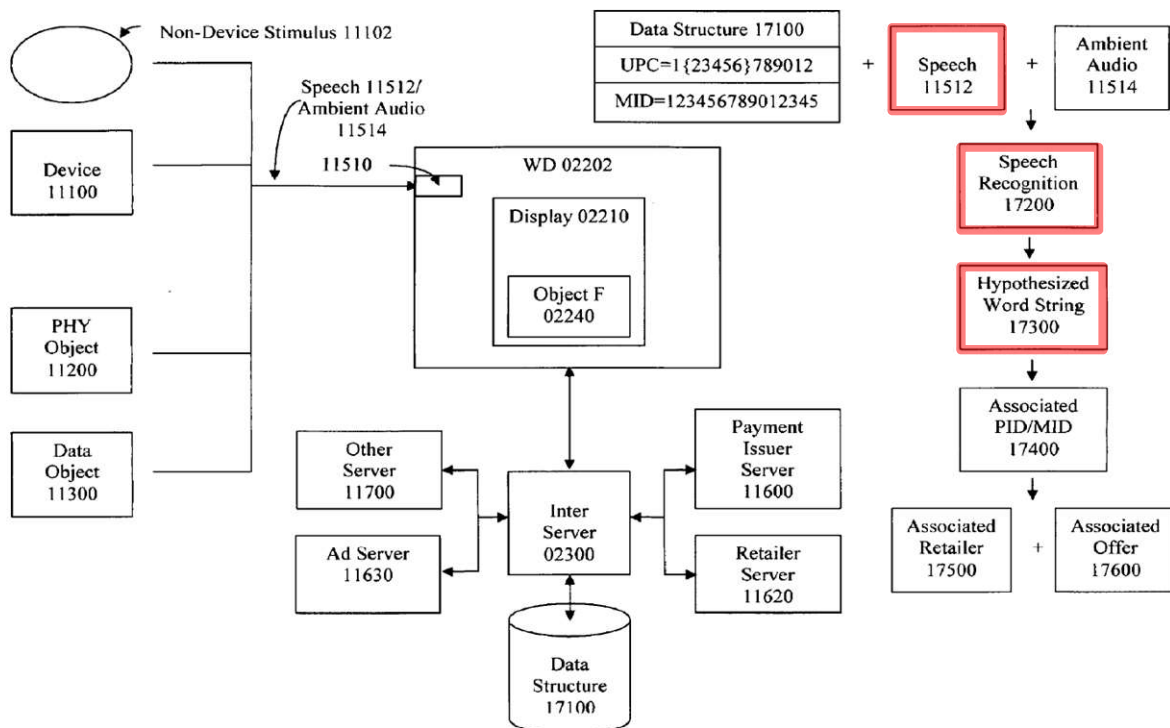 Non-Device Stimulus 11102
Device
11100
PHY
Object
11200
Data
Object
11300
Speech 11512/
Ambient Audio
11514
11510
WD 02202
Display 02210
Object F
02240
Other
Server
11700
Ad Server
11630
Inter
Server
02300
Payment
Issuer
Server
11600
Retailer
Server
11620
Data
Structure
17100
Data Structure 17100
UPC=1{23456}789012
MID=123456789012345
+
Speech
11512
+
Ambient
Audio
11514
Speech
Recognition
17200
Hypothesized
Word String
17300
Associated
PID/MID
17400
Associated
Retailer
17500
+
Associated
Offer
17600